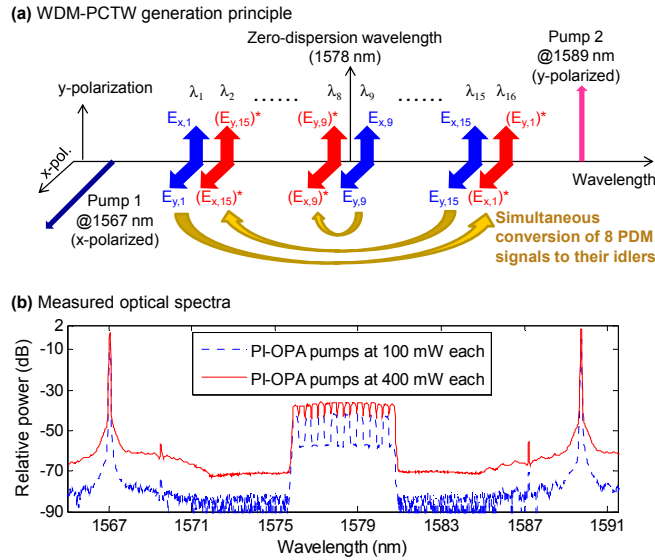 (a) WDM-PCTW generation principle
Zero-dispersion wavelength
(1578 nm)
Pump 2
@1589 nm
(y-polarized)
y-polarization
λ1 λ2 ...... λ8 λ9 ...... λ15 λ16
Ex,1 (Ey,15)* (Ey,9)* Ex,9 Ex,15 (Ey,1)*
x-pol.
Wavelength
Pump 1
@1567 nm
(x-polarized)
Ey,1 (Ex,15)* (Ex,9)* Ey,9 Ey,15 (Ex,1)*
Simultaneous
conversion of 8 PDM
signals to their idlers
(b) Measured optical spectra
Relative power (dB)
2
-10
-30
-50
-70
-90
PI-OPA pumps at 100 mW each
PI-OPA pumps at 400 mW each
1567 1571 1575 1579 1583 1587 1591
Wavelength (nm)